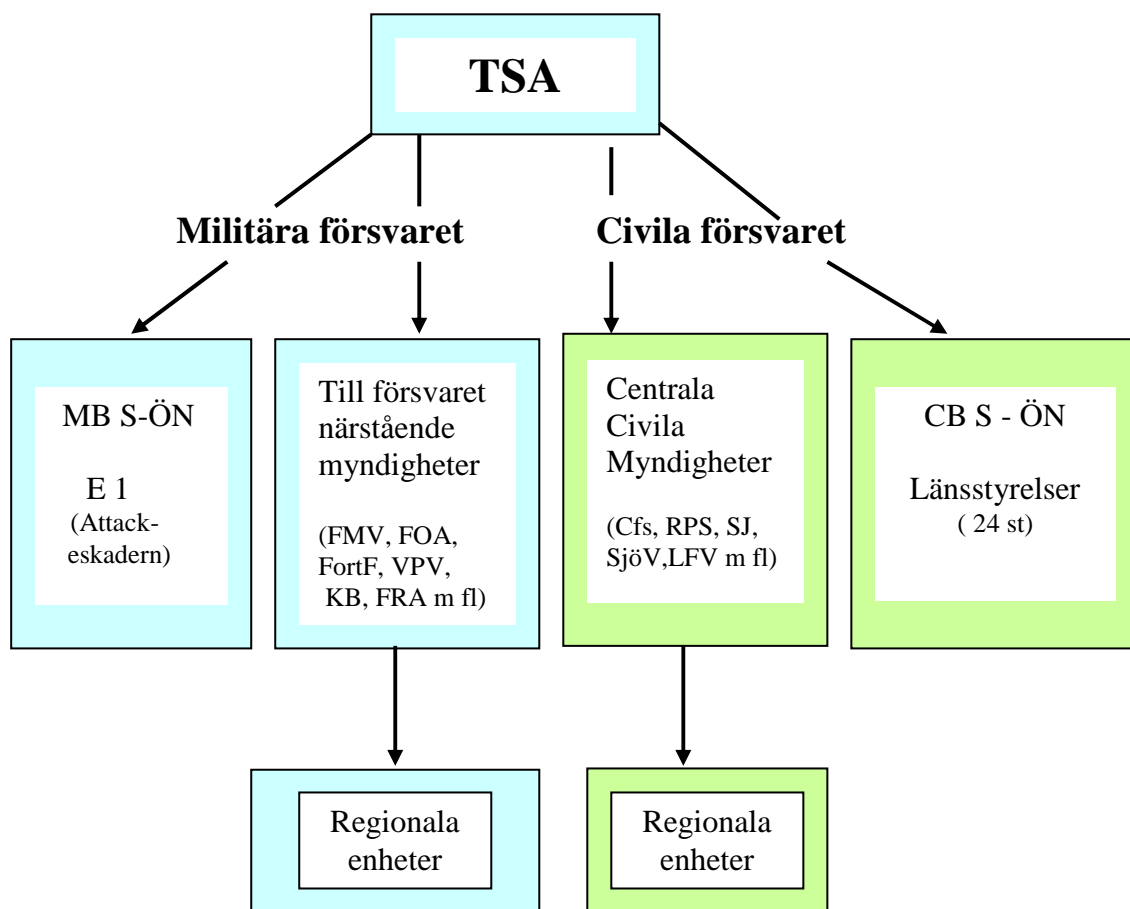 TSA
Militära försvaret
Civila försvaret
MB S-ÖN
E 1
(Attack-
eskadern)
Till försvaret
närstående
myndigheter
(FMV, FOA,
FortF, VPV,
KB, FRA m fl)
Centrala
Civila
Myndigheter
(Cfs, RPS, SJ,
SjöV,LFV m fl)
CB S - ÖN
Länsstyrelser
( 24 st)
Regionala
enheter
Regionala
enheter